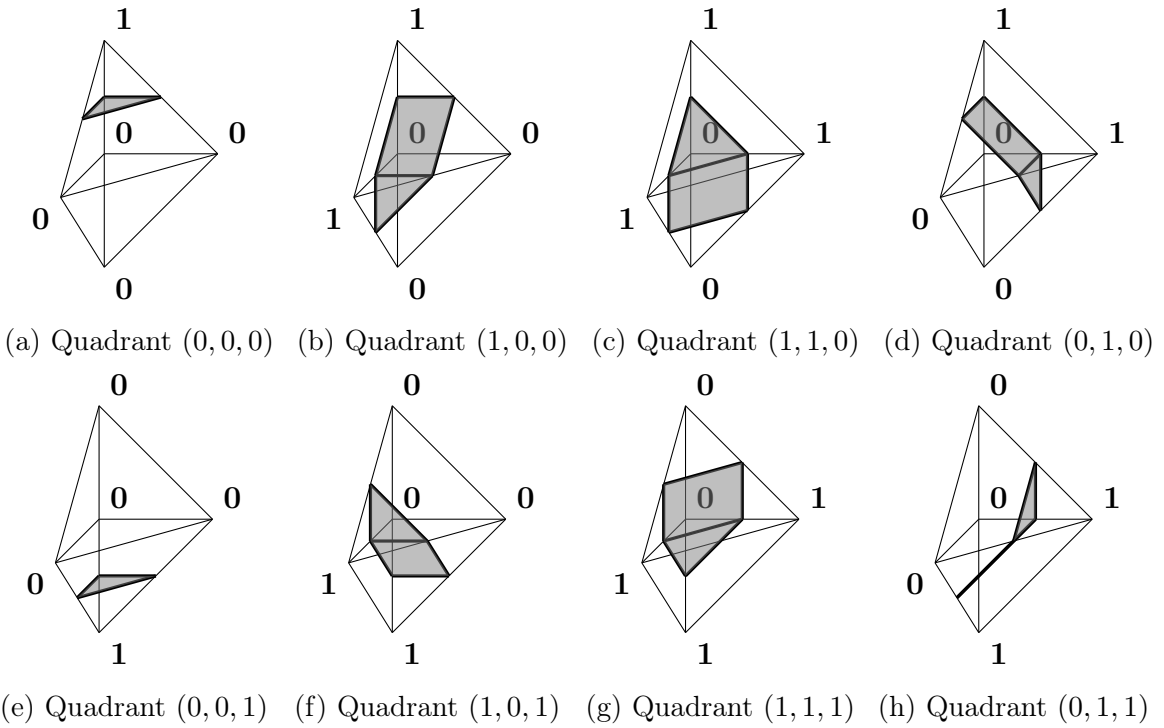 1 1 1 1
0 0 0 0 0 1 0 1
0 1 1 0
0 0 0 0
(a) Quadrant (0, 0, 0) (b) Quadrant (1, 0, 0) (c) Quadrant (1, 1, 0) (d) Quadrant (0, 1, 0)
0 0 0 0
0 0 0 0 0 1 0 1
0 1 1 0
1 1 1 1
(e) Quadrant (0, 0, 1) (f) Quadrant (1, 0, 1) (g) Quadrant (1, 1, 1) (h) Quadrant (0, 1, 1)